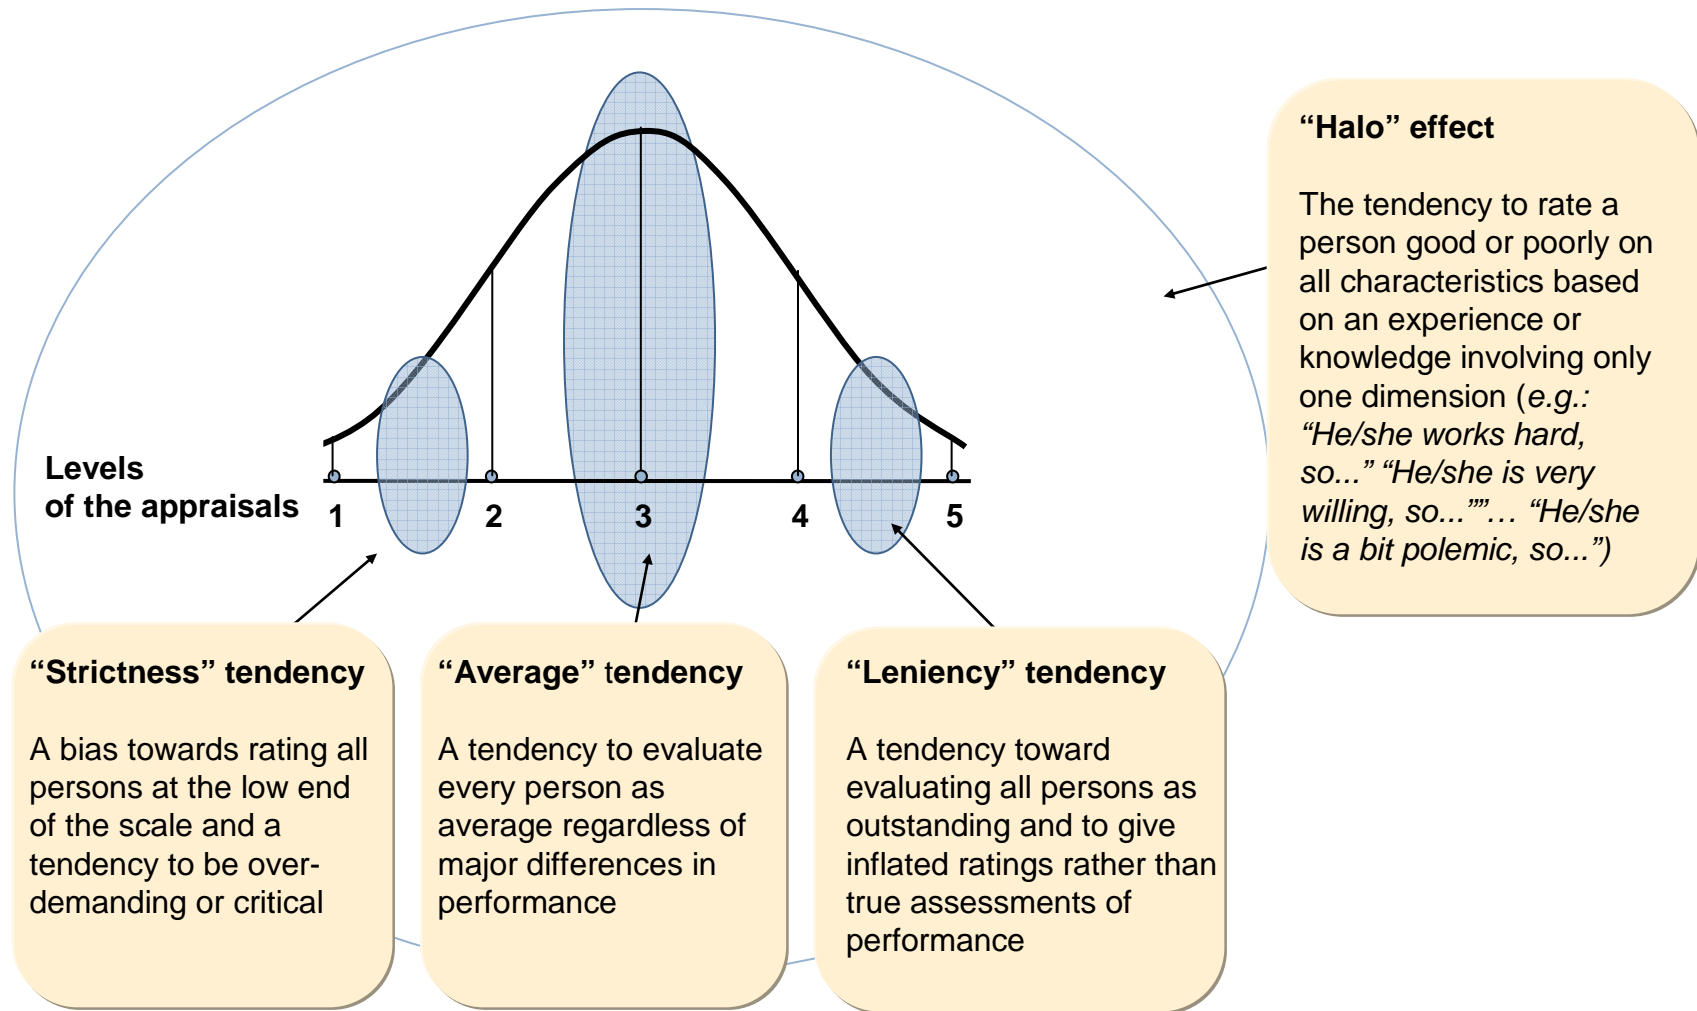 “Halo” effect
The tendency to rate a
person good or poorly on
all characteristics based
on an experience or
knowledge involving only
one dimension (e.g.:
“He/she works hard,
so...” “He/she is very
willing, so...””… “He/she
is a bit polemic, so...”)
Levels
of the appraisals
1 2 3 4 5
“Strictness” tendency
A bias towards rating all
persons at the low end
of the scale and a
tendency to be over-
demanding or critical
“Average” tendency
A tendency to evaluate
every person as
average regardless of
major differences in
performance
“Leniency” tendency
A tendency toward
evaluating all persons as
outstanding and to give
inflated ratings rather than
true assessments of
performance